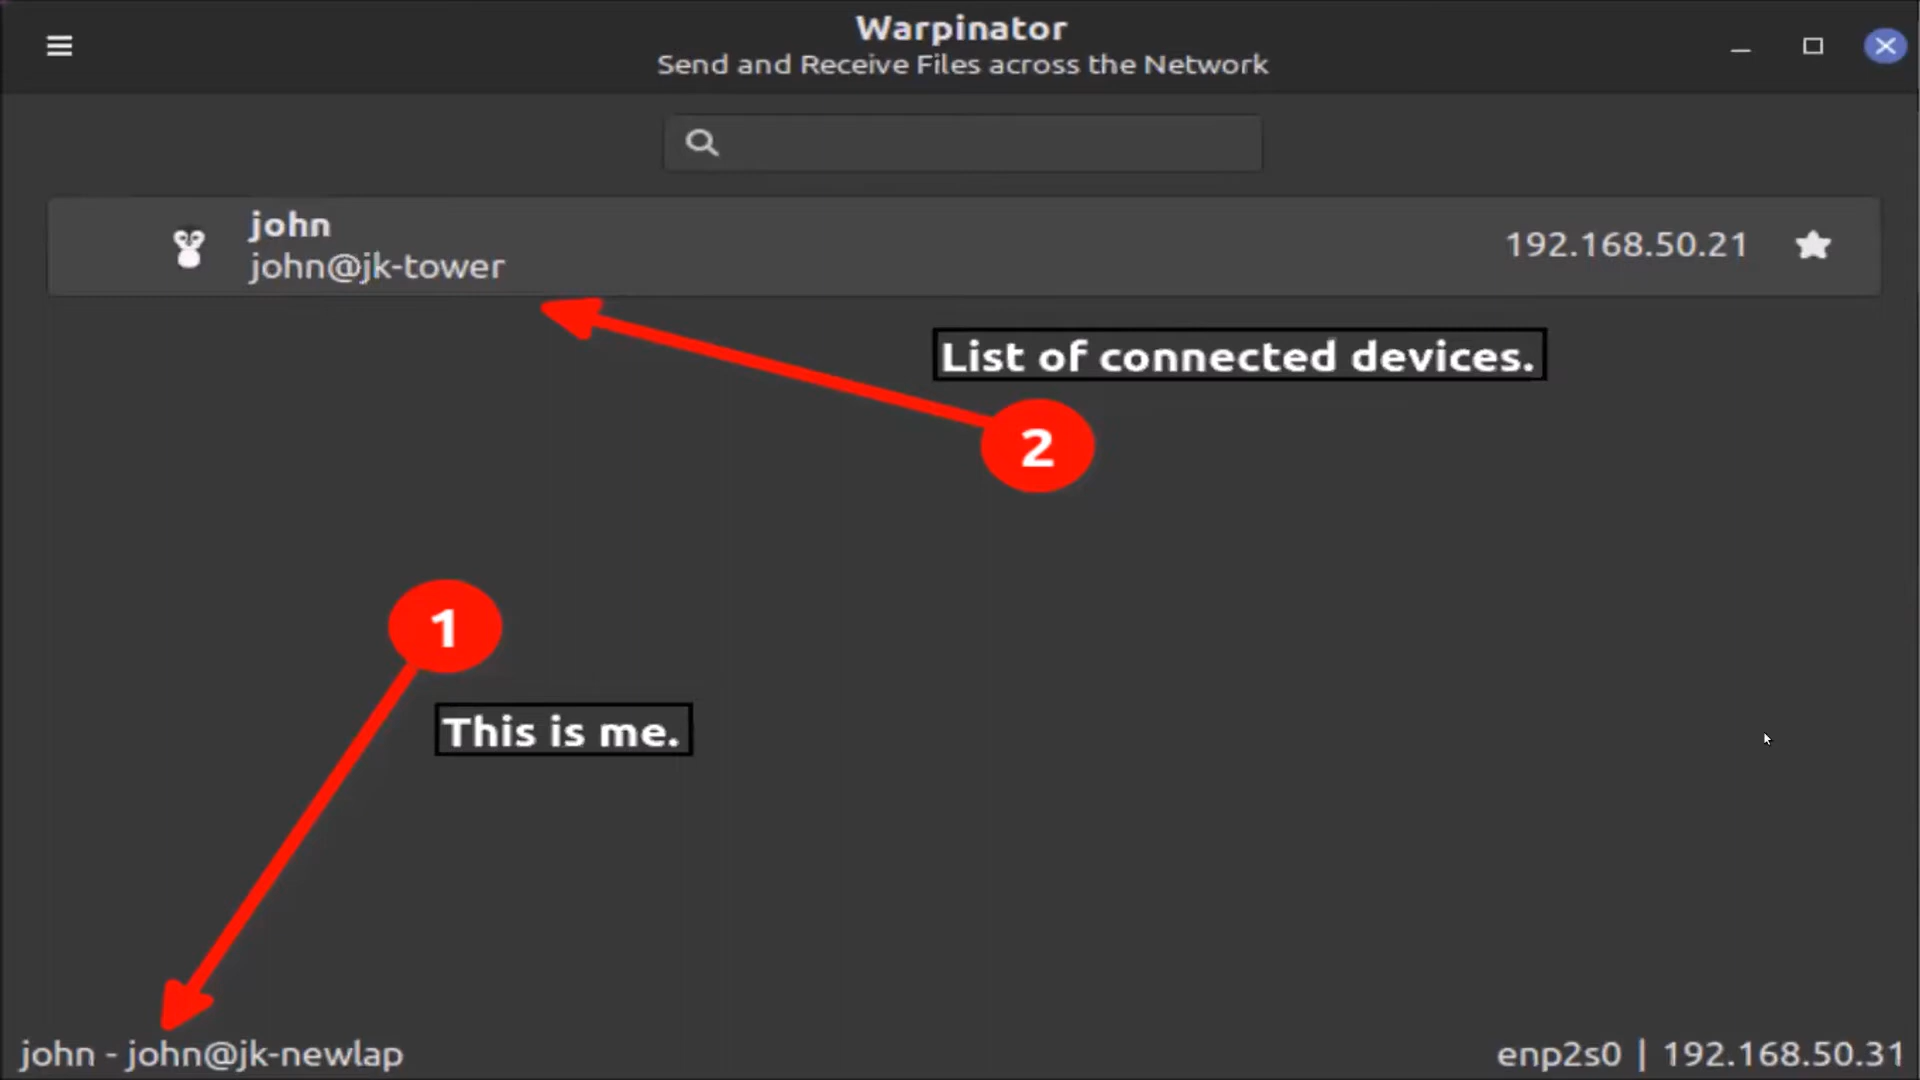 Warpinator
Send and Receive Files across the Network
john
john@jk-tower
192.168.50.21
List of connected devices.
2
1
This is me.
john - john@jk-newlap
enp2s0 | 192.168.50.31